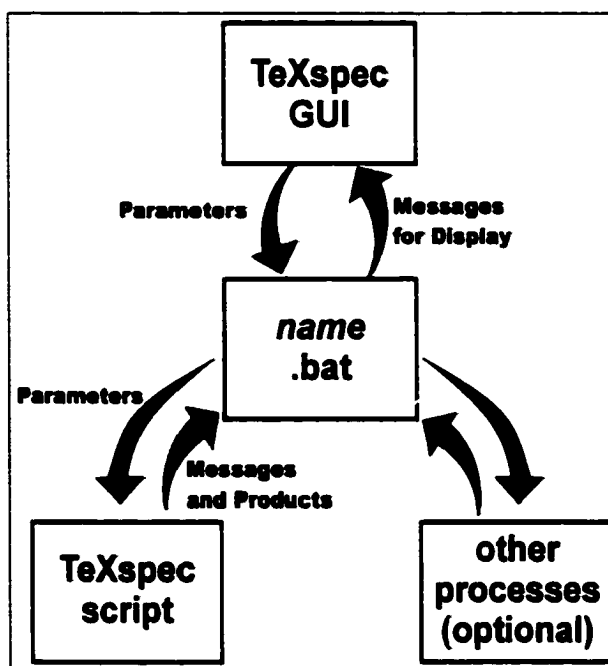 TeXspec
GUI
Parameters
Messages
for Display
name
.bat
Parameters
Messages
and Products
TeXspec
script
other
processes
(optional)